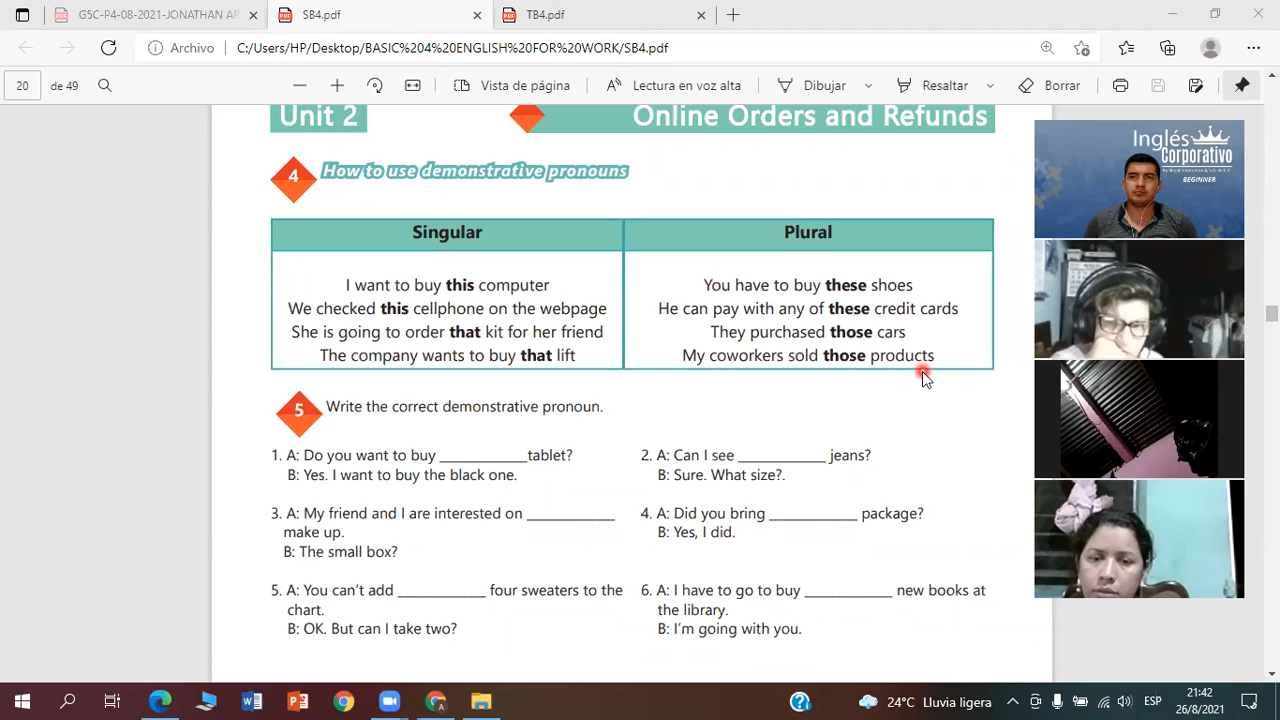 G5C-P4-08-2021-JONATHAN AR
SB4.pdf
TB4.pdf
Archivo
C:/Users/HP/Desktop/BASIC%204%20ENGLISH%20FOR%20WORK/SB4.pdf
20
de 49
Vista de página
Lectura en voz alta
Dibujar
Resaltar
Borrar
Unit 2
Online Orders and Refunds
4
How to use demonstrative pronouns
Singular
Plural
I want to buy this computer
We checked this cellphone on the webpage
She is going to order that kit for her friend
The company wants to buy that lift
You have to buy these shoes
He can pay with any of these credit cards
They purchased those cars
My coworkers sold those products
5
Write the correct demonstrative pronoun.
1. A: Do you want to buy _____________tablet?
B: Yes. I want to buy the black one.
2. A: Can I see _____________ jeans?
B: Sure. What size?.
3. A: My friend and I are interested on _____________
make up.
B: The small box?
4. A: Did you bring _____________ package?
B: Yes, I did.
5. A: You can't add _____________ four sweaters to the
chart.
B: OK. But can I take two?
6. A: I have to go to buy _____________ new books at
the library.
B: I'm going with you.
Inglés
Corporativo
BEGINNER
24°C Lluvia ligera
ESP
21:42
26/8/2021